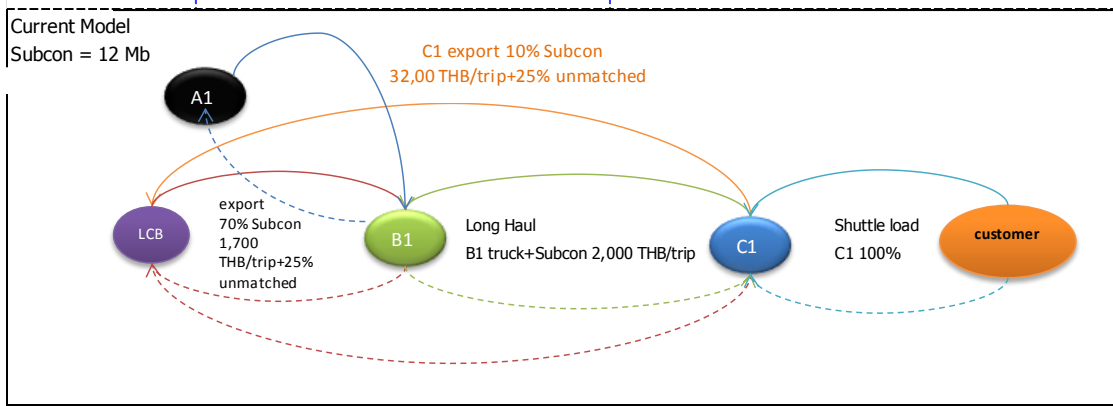 Current Model
Subcon = 12 Mb
C1 export 10% Subcon
32,00 THB/trip+25% unmatched
A1
LCB
export
70% Subcon
1,700
THB/trip+25%
unmatched
B1
Long Haul
B1 truck+Subcon 2,000 THB/trip
C1
Shuttle load
C1 100%
customer